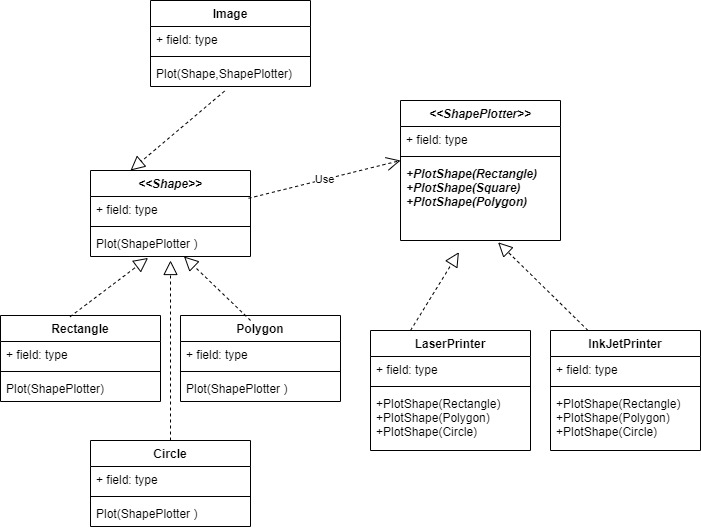 Image
+ field: type
Plot(Shape,ShapePlotter)
<<ShapePlotter>>
+ field: type
+PlotShape(Rectangle)
+PlotShape(Square)
+PlotShape(Polygon)
Use
<<Shape>>
+ field: type
Plot(ShapePlotter )
Rectangle
+ field: type
Plot(ShapePlotter)
Polygon
+ field: type
Plot(ShapePlotter )
LaserPrinter
+ field: type
+PlotShape(Rectangle)
+PlotShape(Polygon)
+PlotShape(Circle)
InkJetPrinter
+ field: type
+PlotShape(Rectangle)
+PlotShape(Polygon)
+PlotShape(Circle)
Circle
+ field: type
Plot(ShapePlotter )